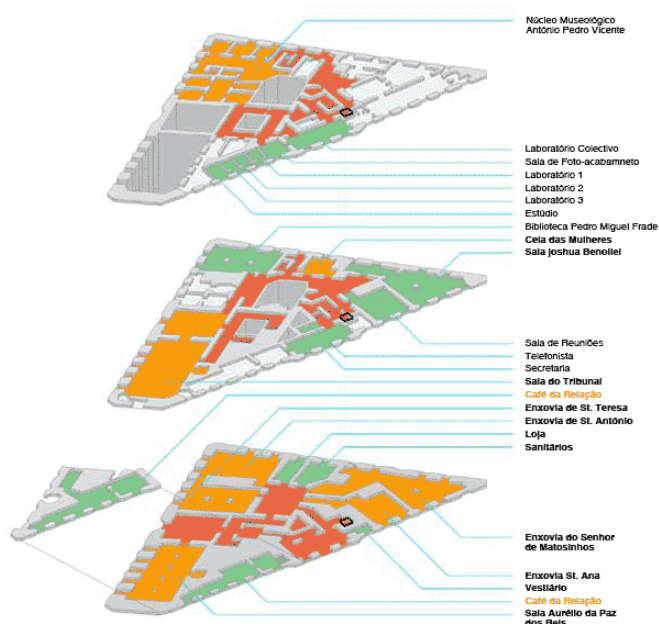 Núcleo Museológico
António Pedro Vicente
Laboratório Colectivo
Sala de Foto-acabamneto
Laboratório 1
Laboratório 2
Laboratório 3
Estúdio
Biblioteca Pedro Miguel Frade
Cela das Mulheres
Sala Joshua Benoliel
Sala de Reuniões
Telefonista
Secretaria
Sala do Tribunal
Café da Relação
Enxovia de St. Teresa
Enxovia de St. António
Loja
Sanitários
Enxovia do Senhor
de Matosinhos
Enxovia St. Ana
Vestiário
Café da Relação
Sala Aurélio da Paz
dos Reis